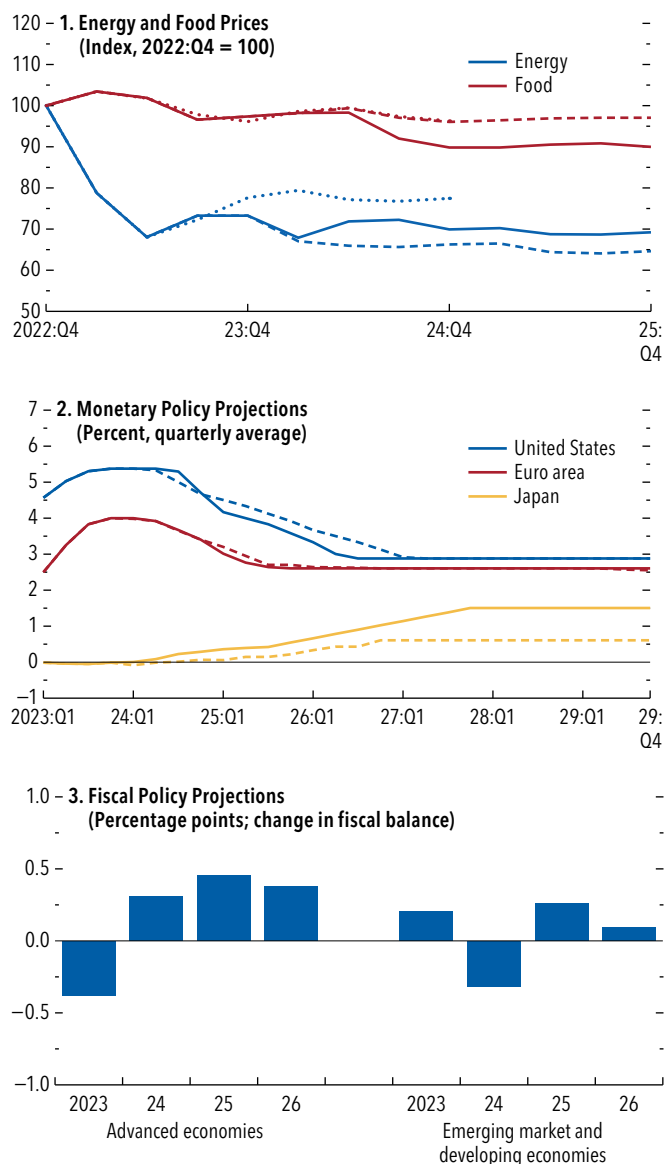 1. Energy and Food Prices
(Index, 2022:Q4 = 100)
Energy
Food
120
110
100
90
80
70
60
50
2022:Q4
23:Q4
24:Q4
25:
Q4
2. Monetary Policy Projections
(Percent, quarterly average)
United States
Euro area
Japan
7
6
5
4
3
2
1
0
−1
2023:Q1
24:Q1
25:Q1
26:Q1
27:Q1
28:Q1
29:Q1
29:
Q4
3. Fiscal Policy Projections
(Percentage points; change in fiscal balance)
1.0
0.5
0.0
−0.5
−1.0
2023
24
25
26
2023
24
25
26
Advanced economies
Emerging market and
developing economies